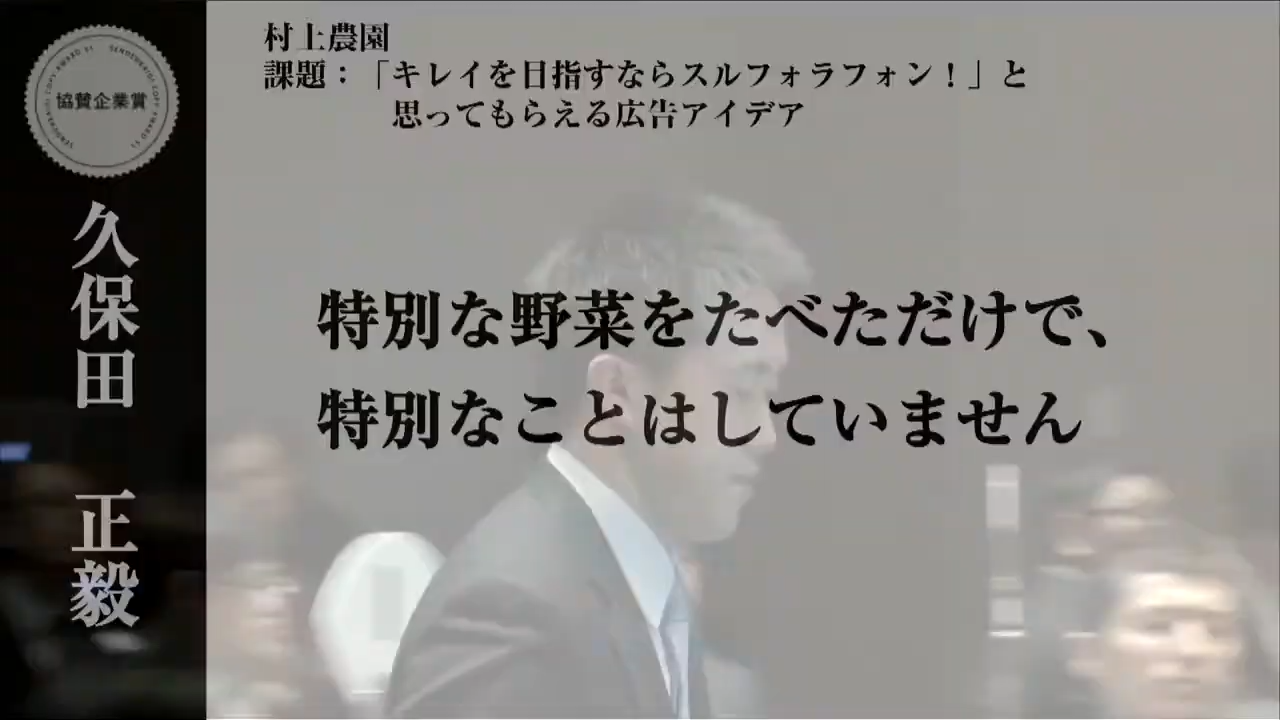 村上農園
課題：「キレイを目指すならスルフォラフォン！」と
思ってもらえる広告アイデア
協賛企業賞
特別な野菜をたべただけで、
特別なことはしていません
久保田 正毅